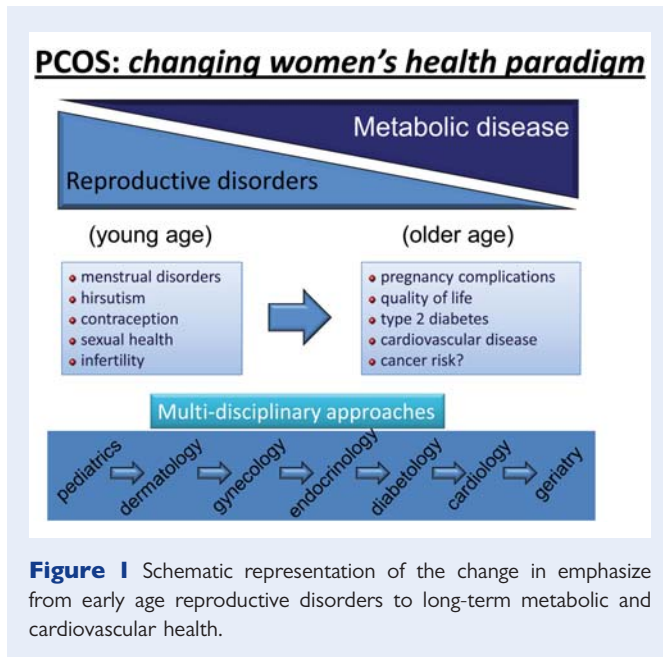 PCOS: changing women's health paradigm
Metabolic disease
Reproductive disorders
(young age)
(older age)
menstrual disorders
hirsutism
contraception
sexual health
infertility
pregnancy complications
quality of life
type 2 diabetes
cardiovascular disease
cancer risk?
Multi-disciplinary approaches
pediatrics
dermatology
gynecology
endocrinology
diabetology
cardiology
geriatry
Figure 1 Schematic representation of the change in emphasize
from early age reproductive disorders to long-term metabolic and
cardiovascular health.